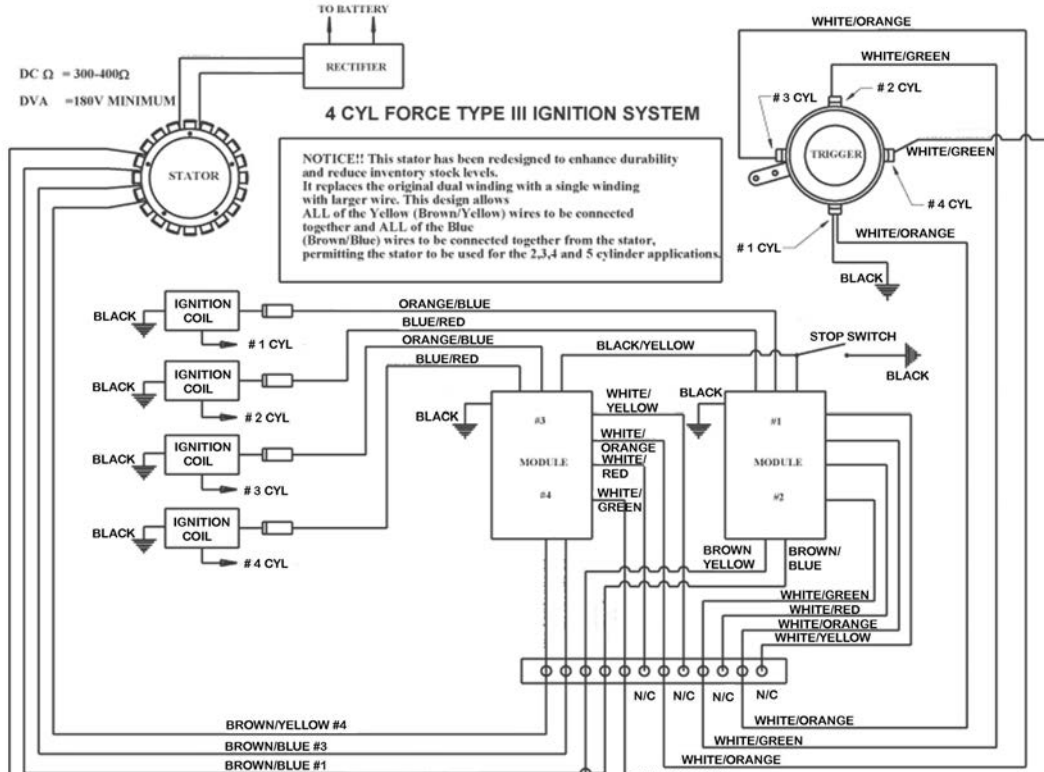 TO BATTERY
WHITE/ORANGE
WHITE/GREEN
RECTIFIER
DC Ω = 300-400Ω
DVA =180V MINIMUM
# 2 CYL
# 3 CYL
4 CYL FORCE TYPE III IGNITION SYSTEM
TRIGGER
WHITE/GREEN
STATOR
NOTICE!! This stator has been redesigned to enhance durability
and reduce inventory stock levels.
It replaces the original dual winding with a single winding
with larger wire. This design allows
ALL of the Yellow (Brown/Yellow) wires to be connected
together and ALL of the Blue
(Brown/Blue) wires to be connected together from the stator,
permitting the stator to be used for the 2,3,4 and 5 cylinder applications.
# 4 CYL
WHITE/ORANGE
# 1 CYL
BLACK
IGNITION
COIL
BLACK
# 1 CYL
ORANGE/BLUE
BLUE/RED
ORANGE/BLUE
BLUE/RED
BLACK/YELLOW
STOP SWITCH
BLACK
IGNITION
COIL
BLACK
# 2 CYL
BLACK
#3
MODULE
#4
WHITE/
YELLOW
WHITE/
ORANGE
WHITE/
RED
WHITE/
GREEN
BLACK
#1
MODULE
#2
IGNITION
COIL
BLACK
# 3 CYL
IGNITION
COIL
BLACK
# 4 CYL
BROWN
YELLOW
BROWN/
BLUE
WHITE/GREEN
WHITE/RED
WHITE/ORANGE
WHITE/YELLOW
N/C
N/C
N/C
N/C
BROWN/YELLOW #4
WHITE/ORANGE
BROWN/BLUE #3
WHITE/GREEN
BROWN/BLUE #1
WHITE/ORANGE